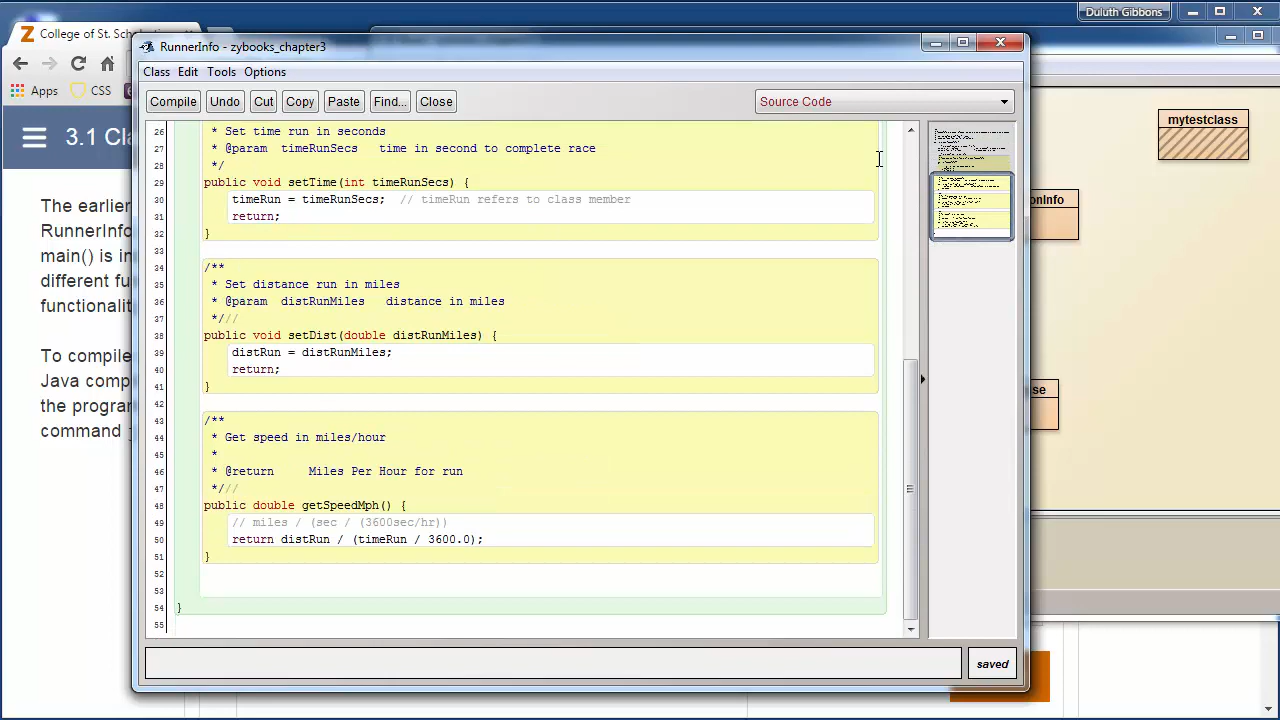 Duluth Gibbons
College of St. Schol
RunnerInfo - zybooks_chapter3
Class Edit Tools Options
Apps CSS
Compile Undo Cut Copy Paste Find... Close Source Code
mytestclass
3.1 Cla
26 * Set time run in seconds
27 * @param timeRunSecs time in second to complete race
28 */
29 public void setTime(int timeRunSecs) {
30 timeRun = timeRunSecs; // timeRun refers to class member
31 return;
32 }
33
34 /**
35 * Set distance run in miles
36 * @param distRunMiles distance in miles
37 *///
38 public void setDist(double distRunMiles) {
39 distRun = distRunMiles;
40 return;
41 }
42
43 /**
44 * Get speed in miles/hour
45 *
46 * @return Miles Per Hour for run
47 *///
48 public double getSpeedMph() {
49 // miles / (sec / (3600sec/hr))
50 return distRun / (timeRun / 3600.0);
51 }
52
53
54 }
55
onInfo
se
The earlier
RunnerInfo
main() is in
different fu
functionalit
To compile
Java comp
the program
command j
saved